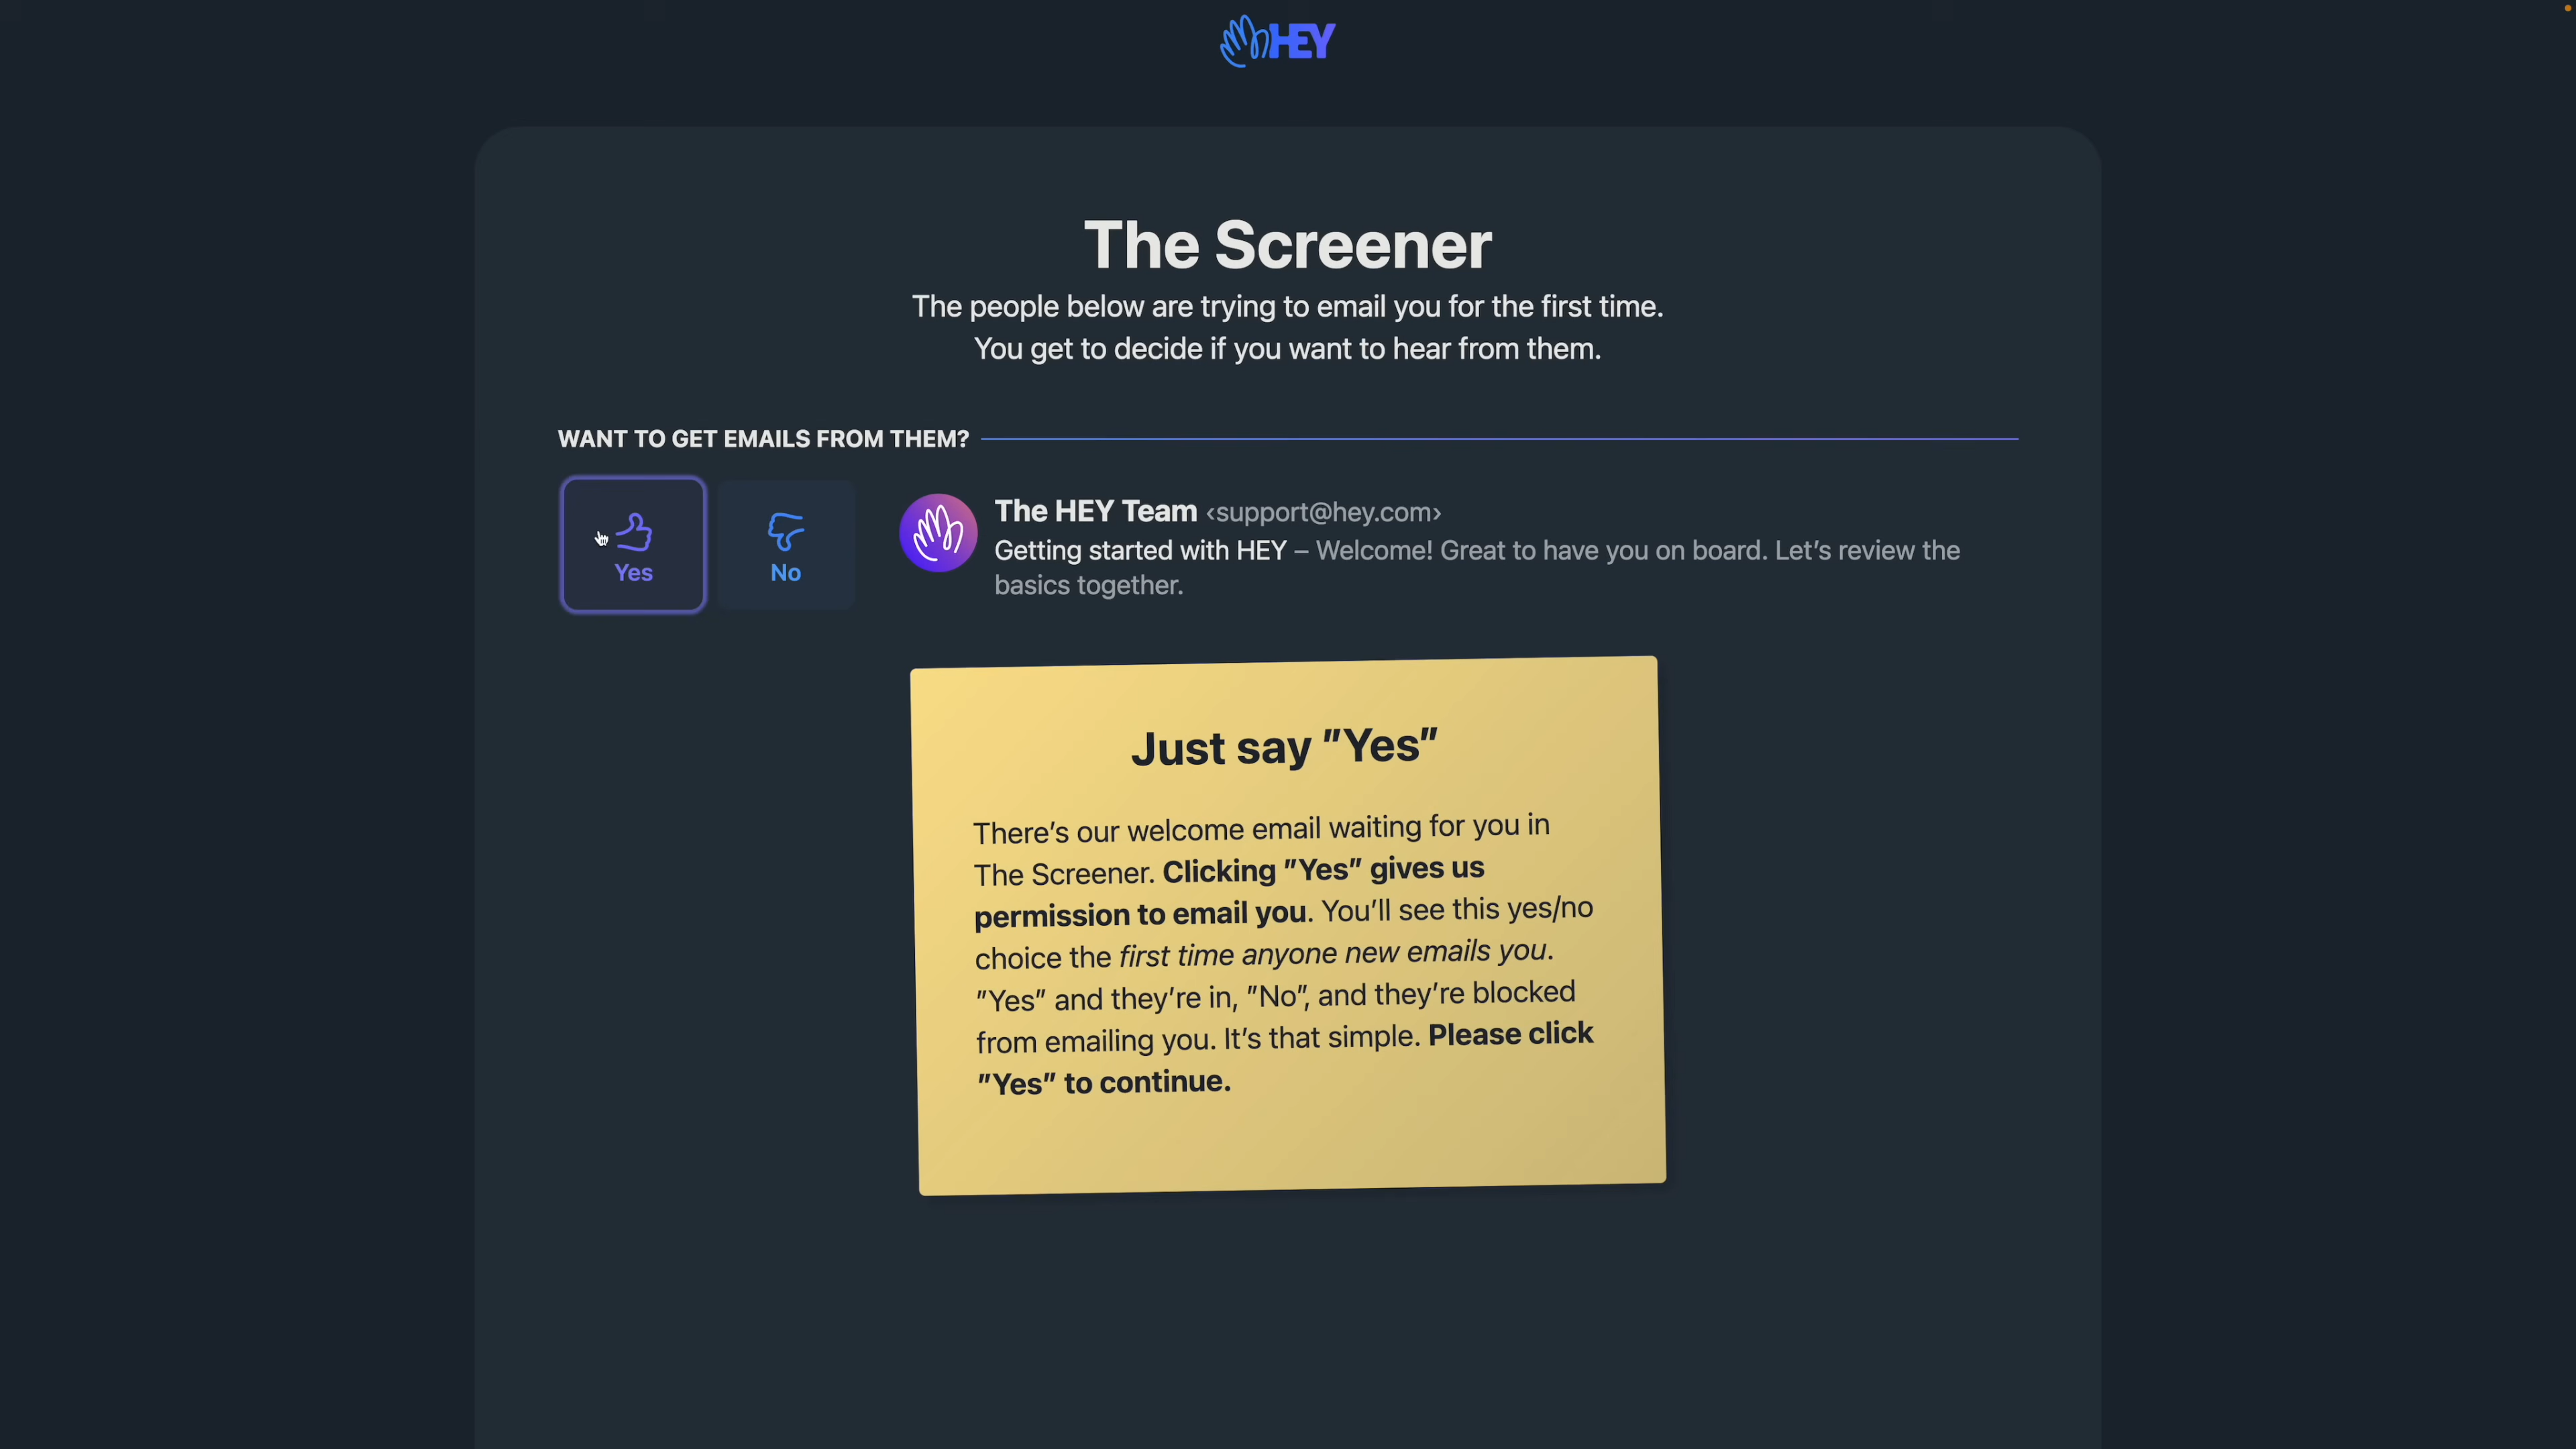 HEY
The Screener
The people below are trying to email you for the first time.
You get to decide if you want to hear from them.
WANT TO GET EMAILS FROM THEM?
Yes
No
The HEY Team <support@hey.com>
Getting started with HEY – Welcome! Great to have you on board. Let's review the
basics together.
Just say "Yes"
There's our welcome email waiting for you in
The Screener. Clicking "Yes" gives us
permission to email you. You'll see this yes/no
choice the first time anyone new emails you.
"Yes" and they're in, "No", and they're blocked
from emailing you. It's that simple. Please click
"Yes" to continue.